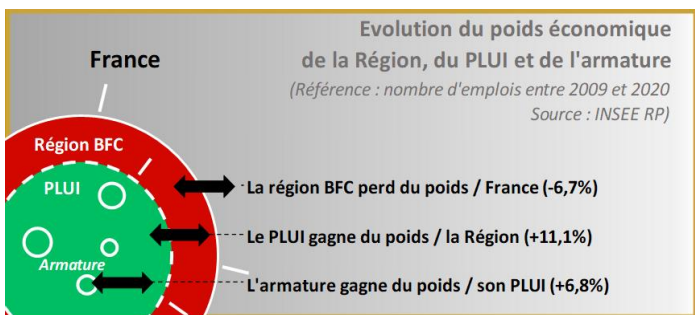 Evolution du poids économique
de la Région, du PLUI et de l'armature
(Référence : nombre d'emplois entre 2009 et 2020
Source : INSEE RP)
France
Région BFC
PLUI
Armature
La région BFC perd du poids / France (-6,7%)
Le PLUI gagne du poids / la Région (+11,1%)
L'armature gagne du poids / son PLUI (+6,8%)